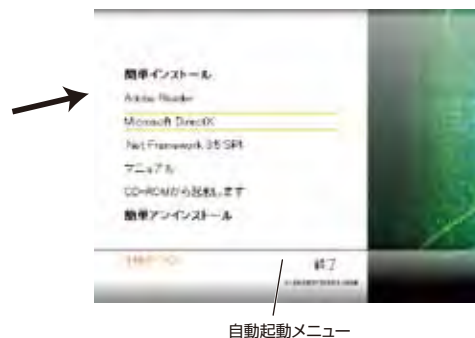 簡単インストール
Adobe Reader
Microsoft DirectX
.Net Framework 3.5 SP1
マニュアル
CD-ROMから起動します
簡単アンインストール
終了
自動起動メニュー